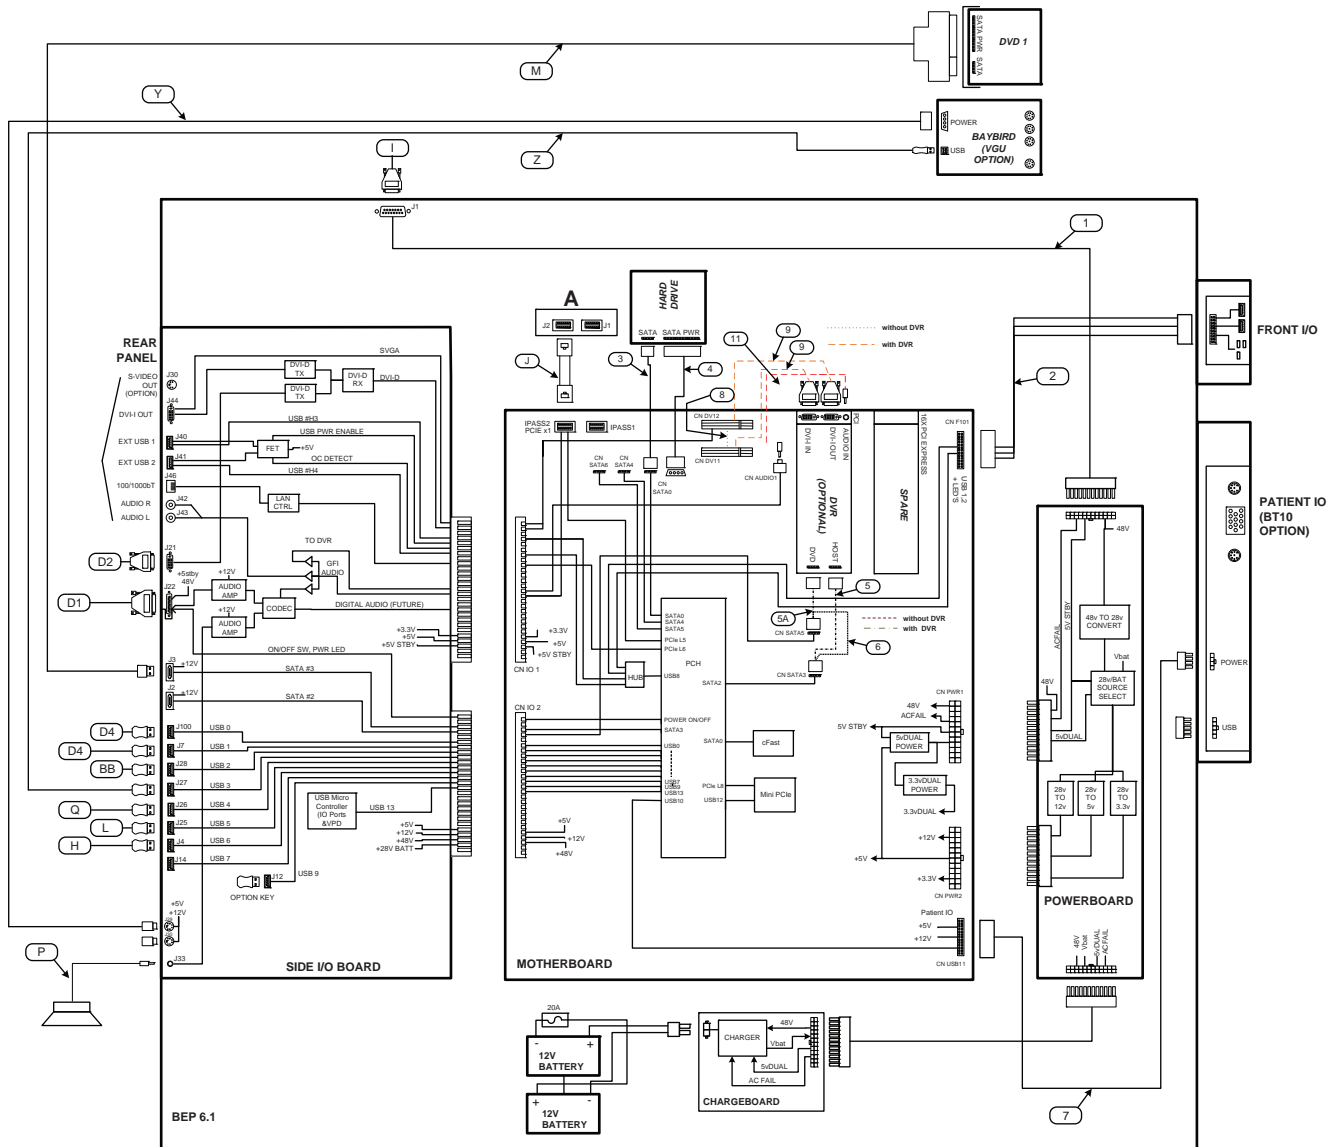 SATA PWR
SATA
DVD 1
M
Y
POWER
BAYBIRD
(VGU
OPTION)
USB
Z
I
J1
1
HARD
DRIVE
SATA
SATA PWR
A
J2
J1
without DVR
with DVR
9
9
11
FRONT I/O
REAR
PANEL
SVGA
J
3
4
2
S-VIDEO
OUT
(OPTION)
J30
DVI-D
TX
DVI-D
RX
DVI-D
DVI-D
TX
8
DVI-I OUT
J44
USB #H3
EXT USB 1
J40
USB PWR ENABLE
FET
+5V
EXT USB 2
J41
OC DETECT
USB #H4
100/1000bT
J46
AUDIO R
J42
LAN
CTRL
AUDIO L
J43
IPASS2
PCIE x1
IPASS1
CN DV12
CN DV11
CN
SATA6
CN
SATA4
CN
SATA0
CN AUDIO1
DVI-I IN
DVI-I OUT
AUDIO IN
PCI
DVR
(OPTIONAL)
DVD
HOST
16X PCI EXPRESS
SPARE
CN F101
USB 1,2
+ LED'S
PATIENT IO
(BT10
OPTION)
48V
D2
J21
TO DVR
GFI
AUDIO
+5stby
48V
+12V
AUDIO
AMP
D1
J22
CODEC
DIGITAL AUDIO (FUTURE)
+12V
AUDIO
AMP
+3.3V
+5V
+5V STBY
ON/OFF SW, PWR LED
5
5A
without DVR
with DVR
6
CN SATA5
CN SATA3
ACFAIL
5V STBY
48v TO 28v
CONVERT
Vbat
28v/BAT
SOURCE
SELECT
48V
5vDUAL
POWER
USB
J3
+12V
SATA #3
J2
+12V
SATA #2
+3.3V
+5V
+5V STBY
CN IO 1
HUB
SATA0
SATA4
SATA5
PCIe L5
PCIe L6
PCH
USB8
SATA2
CN IO 2
POWER ON/OFF
SATA3
USB0
SATA0
cFast
USB7
USB9
USB13
USB10
PCIe L8
USB12
Mini PCIe
CN PWR1
48V
ACFAIL
5V STBY
5vDUAL
POWER
3.3vDUAL
POWER
3.3vDUAL
D4
J100
USB 0
D4
J7
USB 1
BB
J28
USB 2
J27
USB 3
Q
J26
USB 4
L
J25
USB 5
H
J4
USB 6
J14
USB 7
USB Micro
Controller
(IO Ports
&VPD
USB 13
+5V
+12V
+48V
+28V BATT
J12
USB 9
OPTION KEY
+5V
+12V
+48V
+12V
+5V
+3.3V
CN PWR2
28v
TO
12v
28v
TO
5v
28v
TO
3.3v
POWERBOARD
+5V
+12V
P
J33
SIDE I/O BOARD
MOTHERBOARD
Patient IO
+5V
+12V
CN USB11
48V
Vbat
5vDUAL
ACFAIL
20A
-
+
12V
BATTERY
+
-
12V
BATTERY
CHARGER
48V
Vbat
5vDUAL
AC FAIL
CHARGEBOARD
7
BEP 6.1